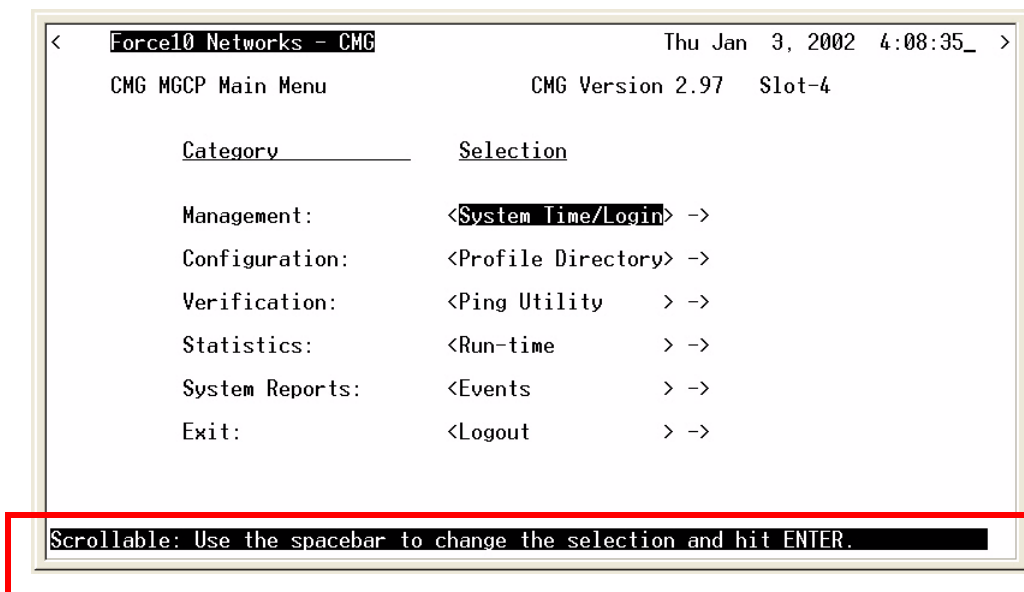 < Force10 Networks - CMG Thu Jan 3, 2002 4:08:35_ >
CMG MGCP Main Menu CMG Version 2.97 Slot-4
Category Selection
Management: <System Time/Login> ->
Configuration: <Profile Directory> ->
Verification: <Ping Utility > ->
Statistics: <Run-time > ->
System Reports: <Events > ->
Exit: <Logout > ->
Scrollable: Use the spacebar to change the selection and hit ENTER.